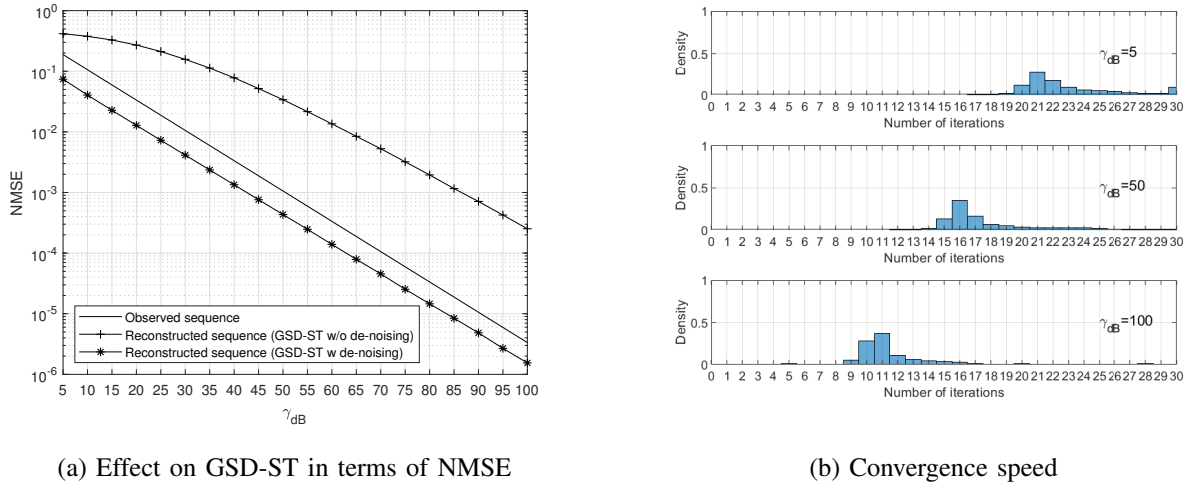 10^0
10^-1
10^-2
10^-3
10^-4
10^-5
10^-6
NMSE
Observed sequence
Reconstructed sequence (GSD-ST w/o de-noising)
Reconstructed sequence (GSD-ST w de-noising)
5 10 15 20 25 30 35 40 45 50 55 60 65 70 75 80 85 90 95 100
γ_dB
(a) Effect on GSD-ST in terms of NMSE
1
0.5
0
Density
γ_dB=5
0 1 2 3 4 5 6 7 8 9 10 11 12 13 14 15 16 17 18 19 20 21 22 23 24 25 26 27 28 29 30
Number of iterations
1
0.5
0
Density
γ_dB=50
0 1 2 3 4 5 6 7 8 9 10 11 12 13 14 15 16 17 18 19 20 21 22 23 24 25 26 27 28 29 30
Number of iterations
1
0.5
0
Density
γ_dB=100
0 1 2 3 4 5 6 7 8 9 10 11 12 13 14 15 16 17 18 19 20 21 22 23 24 25 26 27 28 29 30
Number of iterations
(b) Convergence speed